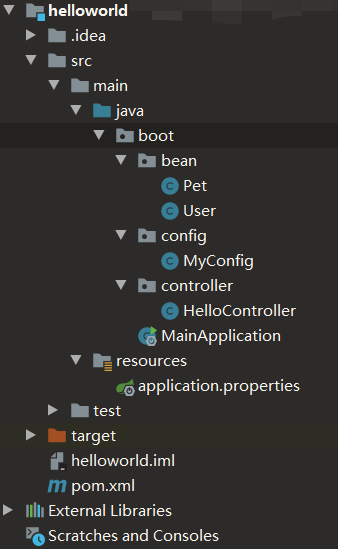 helloworld
.idea
src
main
java
boot
bean
Pet
User
config
MyConfig
controller
HelloController
MainApplication
resources
application.properties
test
target
helloworld.iml
pom.xml
External Libraries
Scratches and Consoles